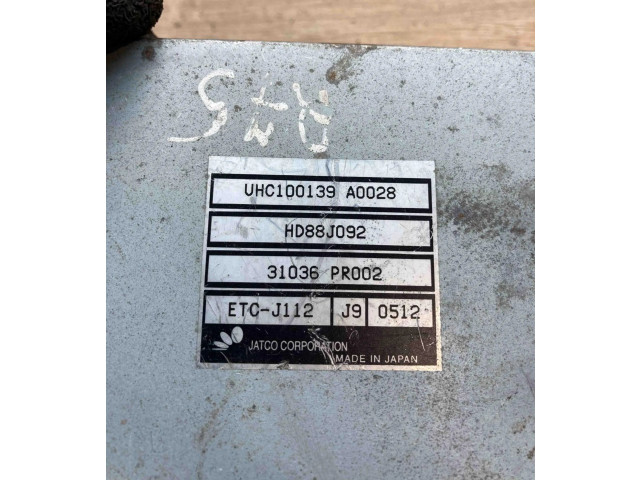 UHC100139 A0028
HD88J092
31036 PR002
ETC-J112 J9 0512
JATCO CORPORATION
MADE IN JAPAN